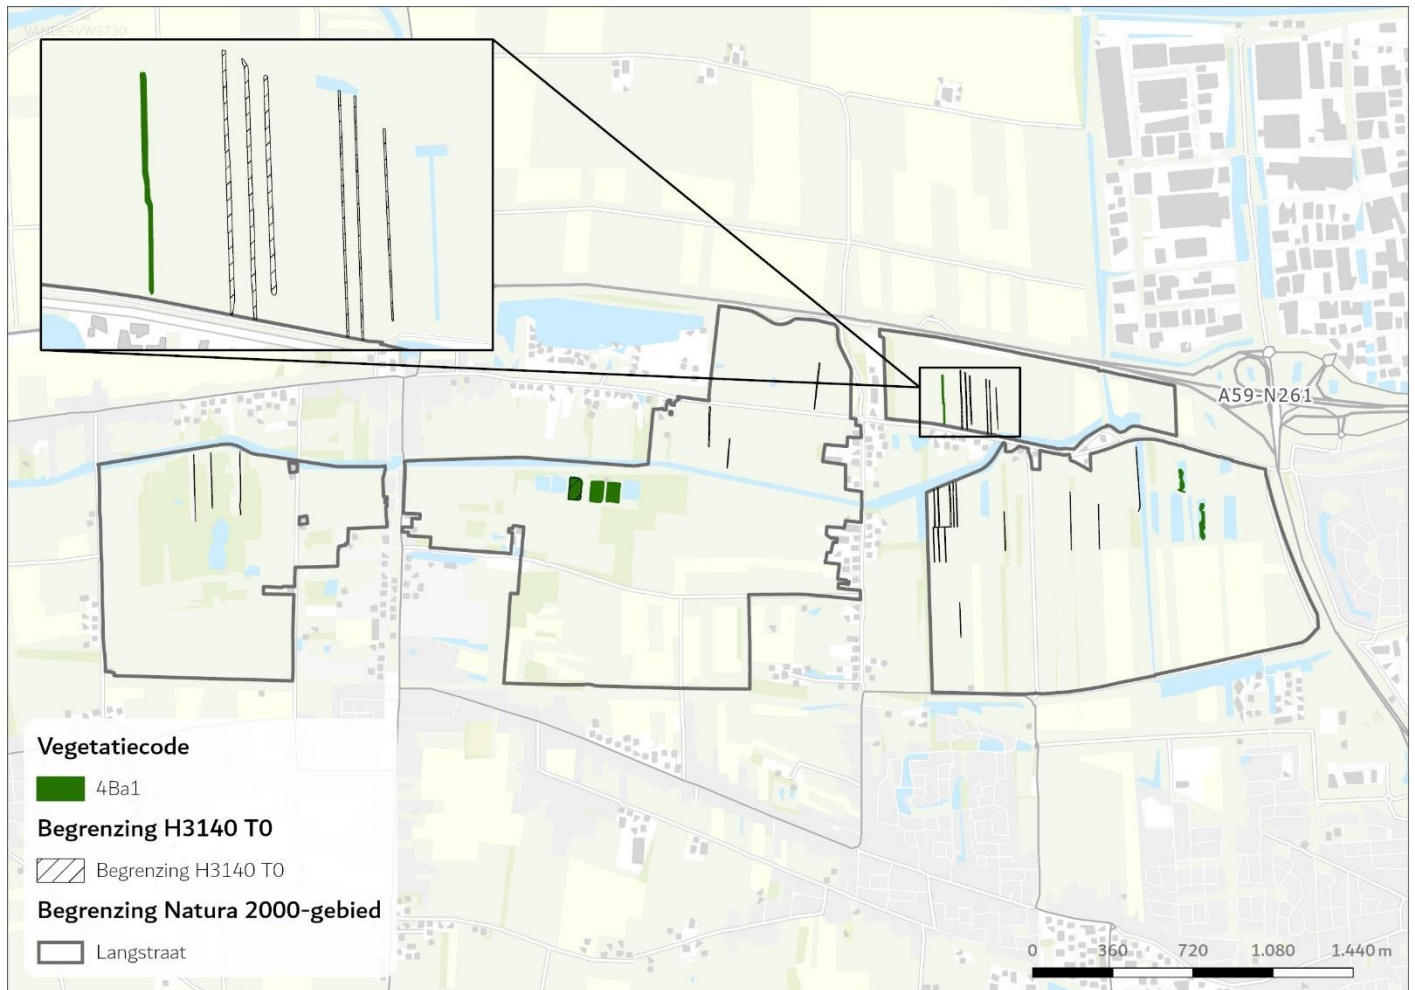 VANDERVW9730
A59-N261
Vegetatiecode
4Ba1
Begrenzing H3140 T0
Begrenzing H3140 T0
Begrenzing Natura 2000-gebied
Langstraat
0 360 720 1.080 1.440 m